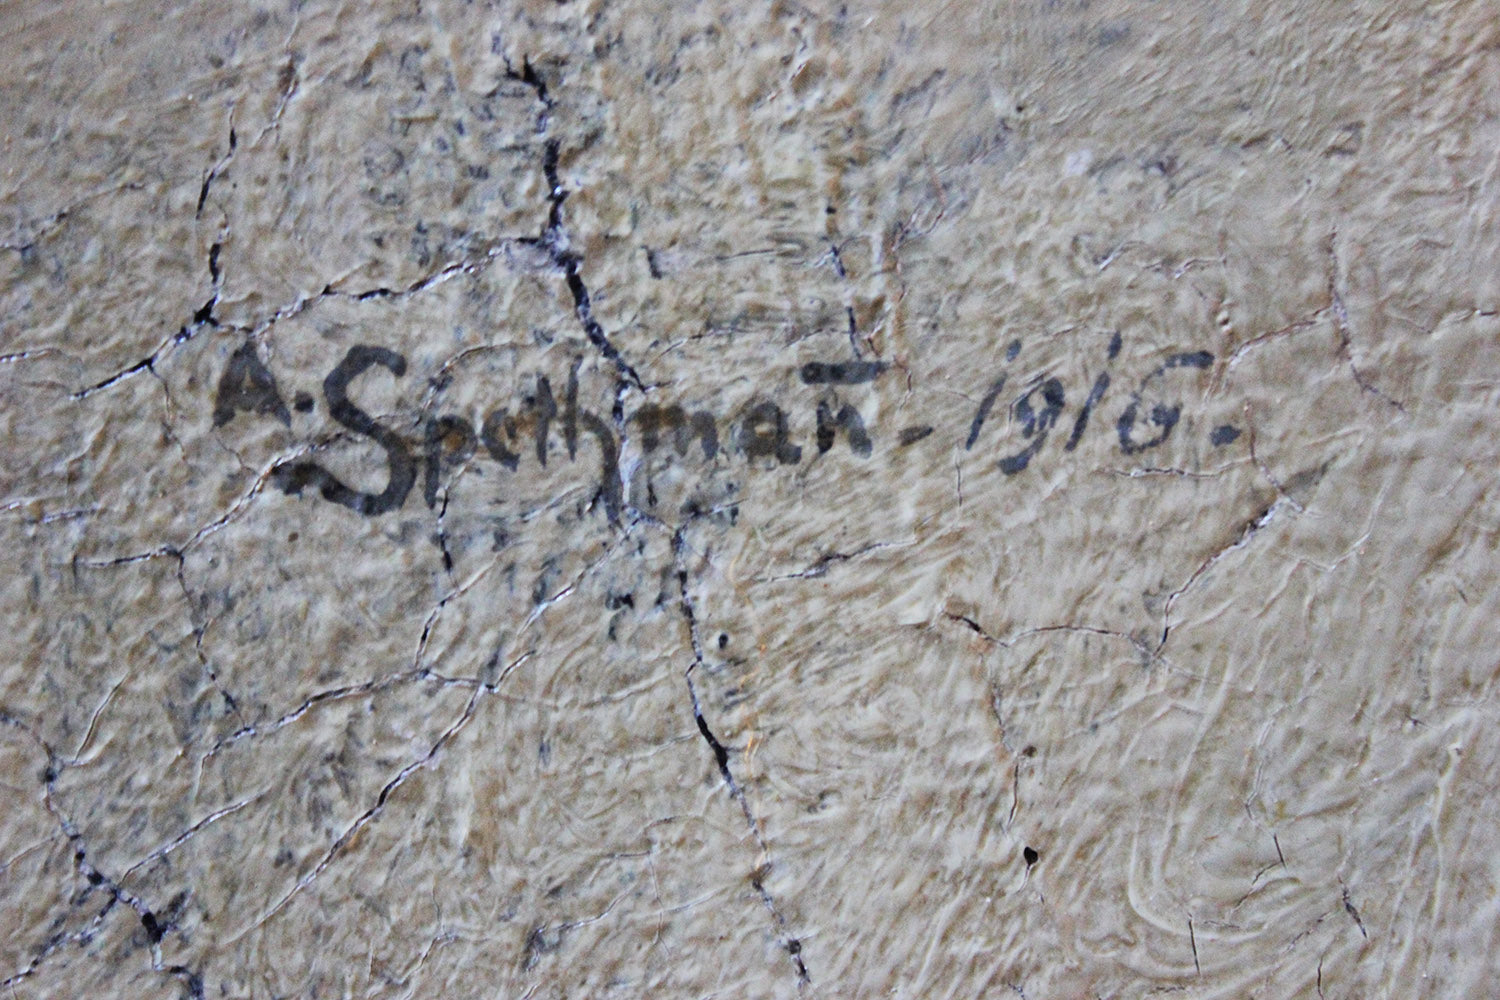 A. Spethman̄ - 1916.